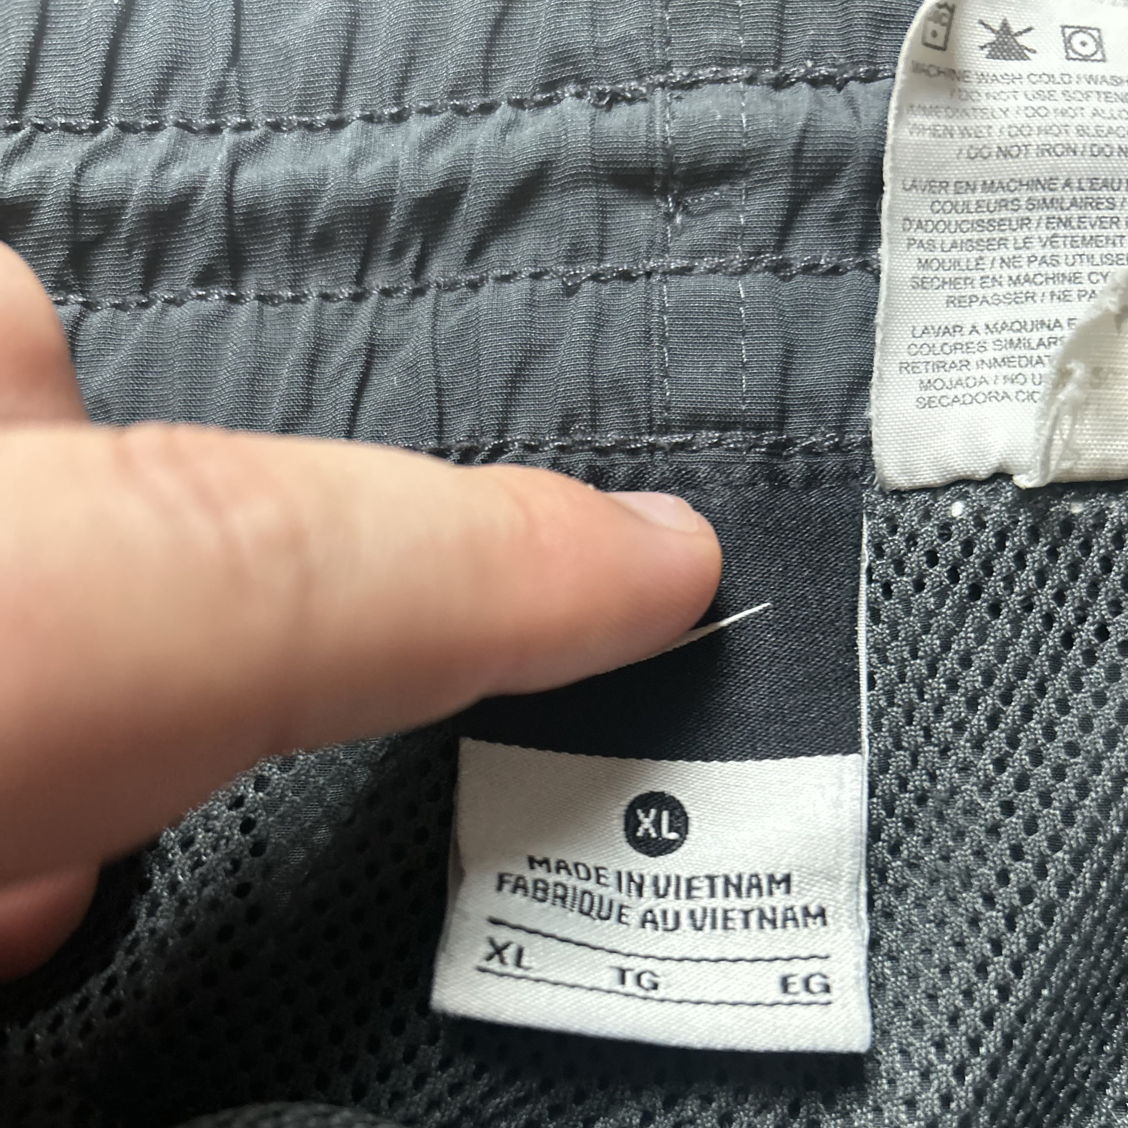 MACHINE WASH COLD / WASH
/ DO NOT USE SOFTEN
IMMEDIATELY / DO NOT ALLO
WHEN WET / DO NOT BLEAC
/ DO NOT IRON / DO N
LAVER EN MACHINE A L'EAU
COULEURS SIMILAIRES /
D'ADOUCISSEUR / ENLEVER
PAS LAISSER LE VÊTEMENT
MOUILLÉ / NE PAS UTILISE
SÉCHER EN MACHINE CY
REPASSER / NE PA
LAVAR A MAQUINA E
COLORES SIMILARE
RETIRAR INMEDIAT
MOJADA / NO U
SECADORA CIC
XL
MADE IN VIETNAM
FABRIQUE AU VIETNAM
XL TG EG